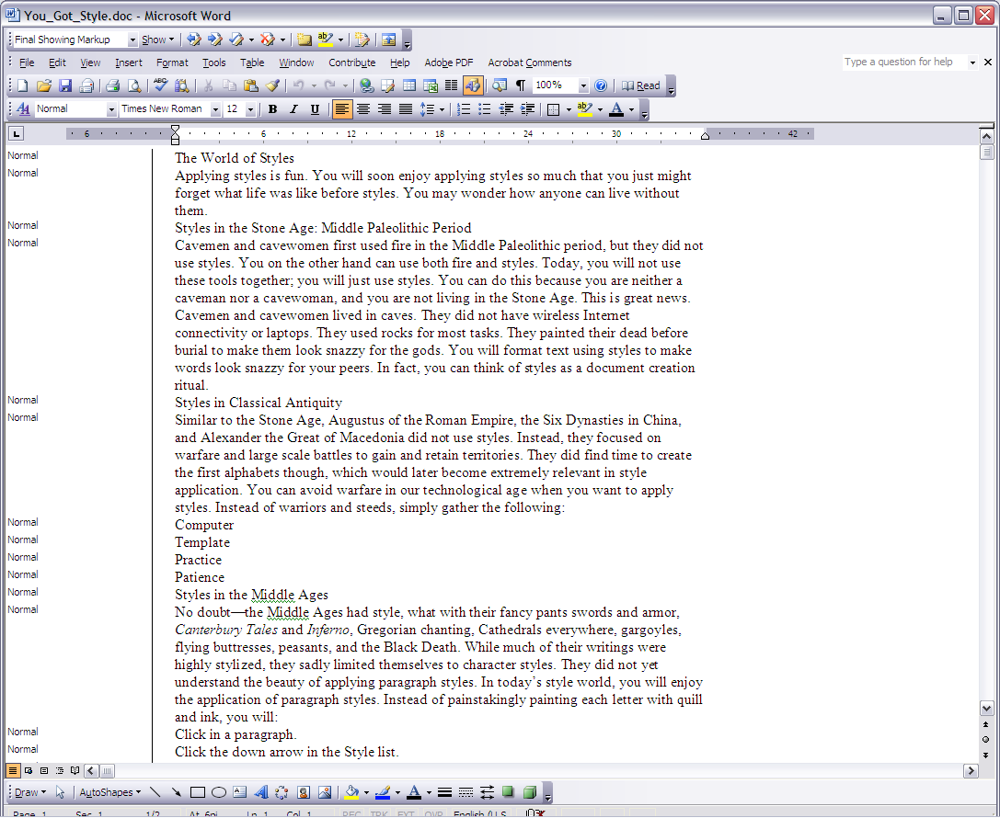 You_Got_Style.doc - Microsoft Word
Final Showing Markup Show
File Edit View Insert Format Tools Table Window Contribute Help Adobe PDF Acrobat Comments Type a question for help
ABC 100% Read
Normal Times New Roman 12 B I U ab A
6 6 12 18 24 30 42
Normal The World of Styles
Normal Applying styles is fun. You will soon enjoy applying styles so much that you just might
forget what life was like before styles. You may wonder how anyone can live without
them.
Normal Styles in the Stone Age: Middle Paleolithic Period
Normal Cavemen and cavewomen first used fire in the Middle Paleolithic period, but they did not
use styles. You on the other hand can use both fire and styles. Today, you will not use
these tools together; you will just use styles. You can do this because you are neither a
caveman nor a cavewoman, and you are not living in the Stone Age. This is great news.
Cavemen and cavewomen lived in caves. They did not have wireless Internet
connectivity or laptops. They used rocks for most tasks. They painted their dead before
burial to make them look snazzy for the gods. You will format text using styles to make
words look snazzy for your peers. In fact, you can think of styles as a document creation
ritual.
Normal Styles in Classical Antiquity
Normal Similar to the Stone Age, Augustus of the Roman Empire, the Six Dynasties in China,
and Alexander the Great of Macedonia did not use styles. Instead, they focused on
warfare and large scale battles to gain and retain territories. They did find time to create
the first alphabets though, which would later become extremely relevant in style
application. You can avoid warfare in our technological age when you want to apply
styles. Instead of warriors and steeds, simply gather the following:
Normal Computer
Normal Template
Normal Practice
Normal Patience
Normal Styles in the Middle Ages
Normal No doubt—the Middle Ages had style, what with their fancy pants swords and armor,
Canterbury Tales and Inferno, Gregorian chanting, Cathedrals everywhere, gargoyles,
flying buttresses, peasants, and the Black Death. While much of their writings were
highly stylized, they sadly limited themselves to character styles. They did not yet
understand the beauty of applying paragraph styles. In today's style world, you will enjoy
the application of paragraph styles. Instead of painstakingly painting each letter with quill
and ink, you will:
Normal Click in a paragraph.
Normal Click the down arrow in the Style list.
Draw AutoShapes A
Page 1 Sec 1 1/2 At 6pi Ln 1 Col 1 REC TRK EXT OVR English (U.S